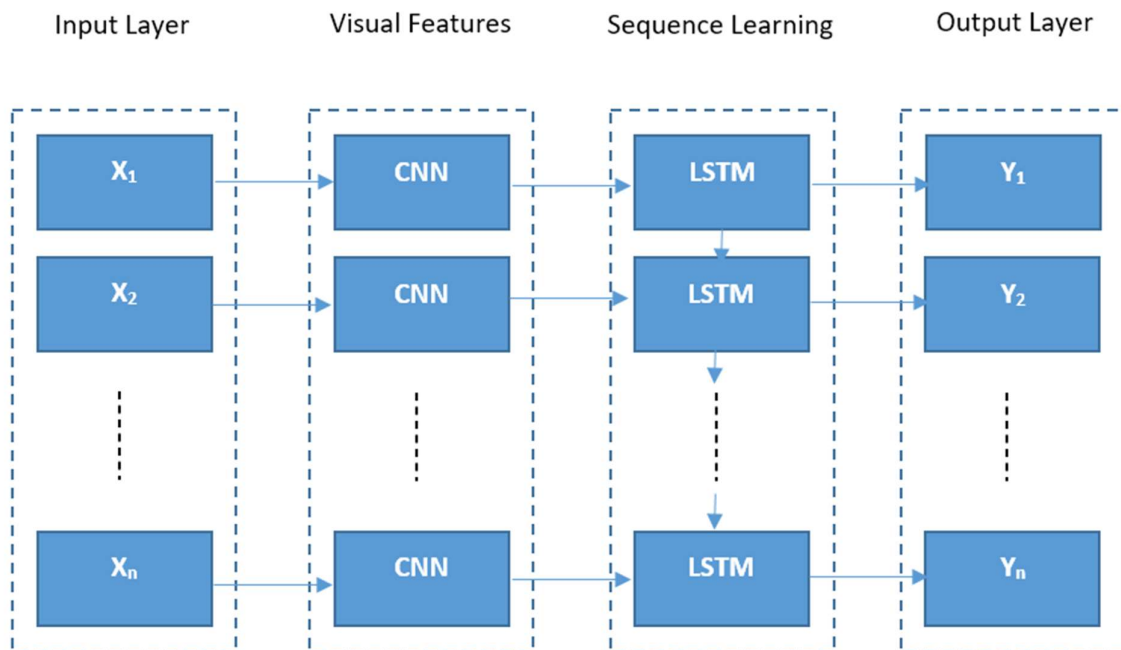 Input Layer Visual Features Sequence Learning Output Layer
X₁ CNN LSTM Y₁
X₂ CNN LSTM Y₂
Xₙ CNN LSTM Yₙ